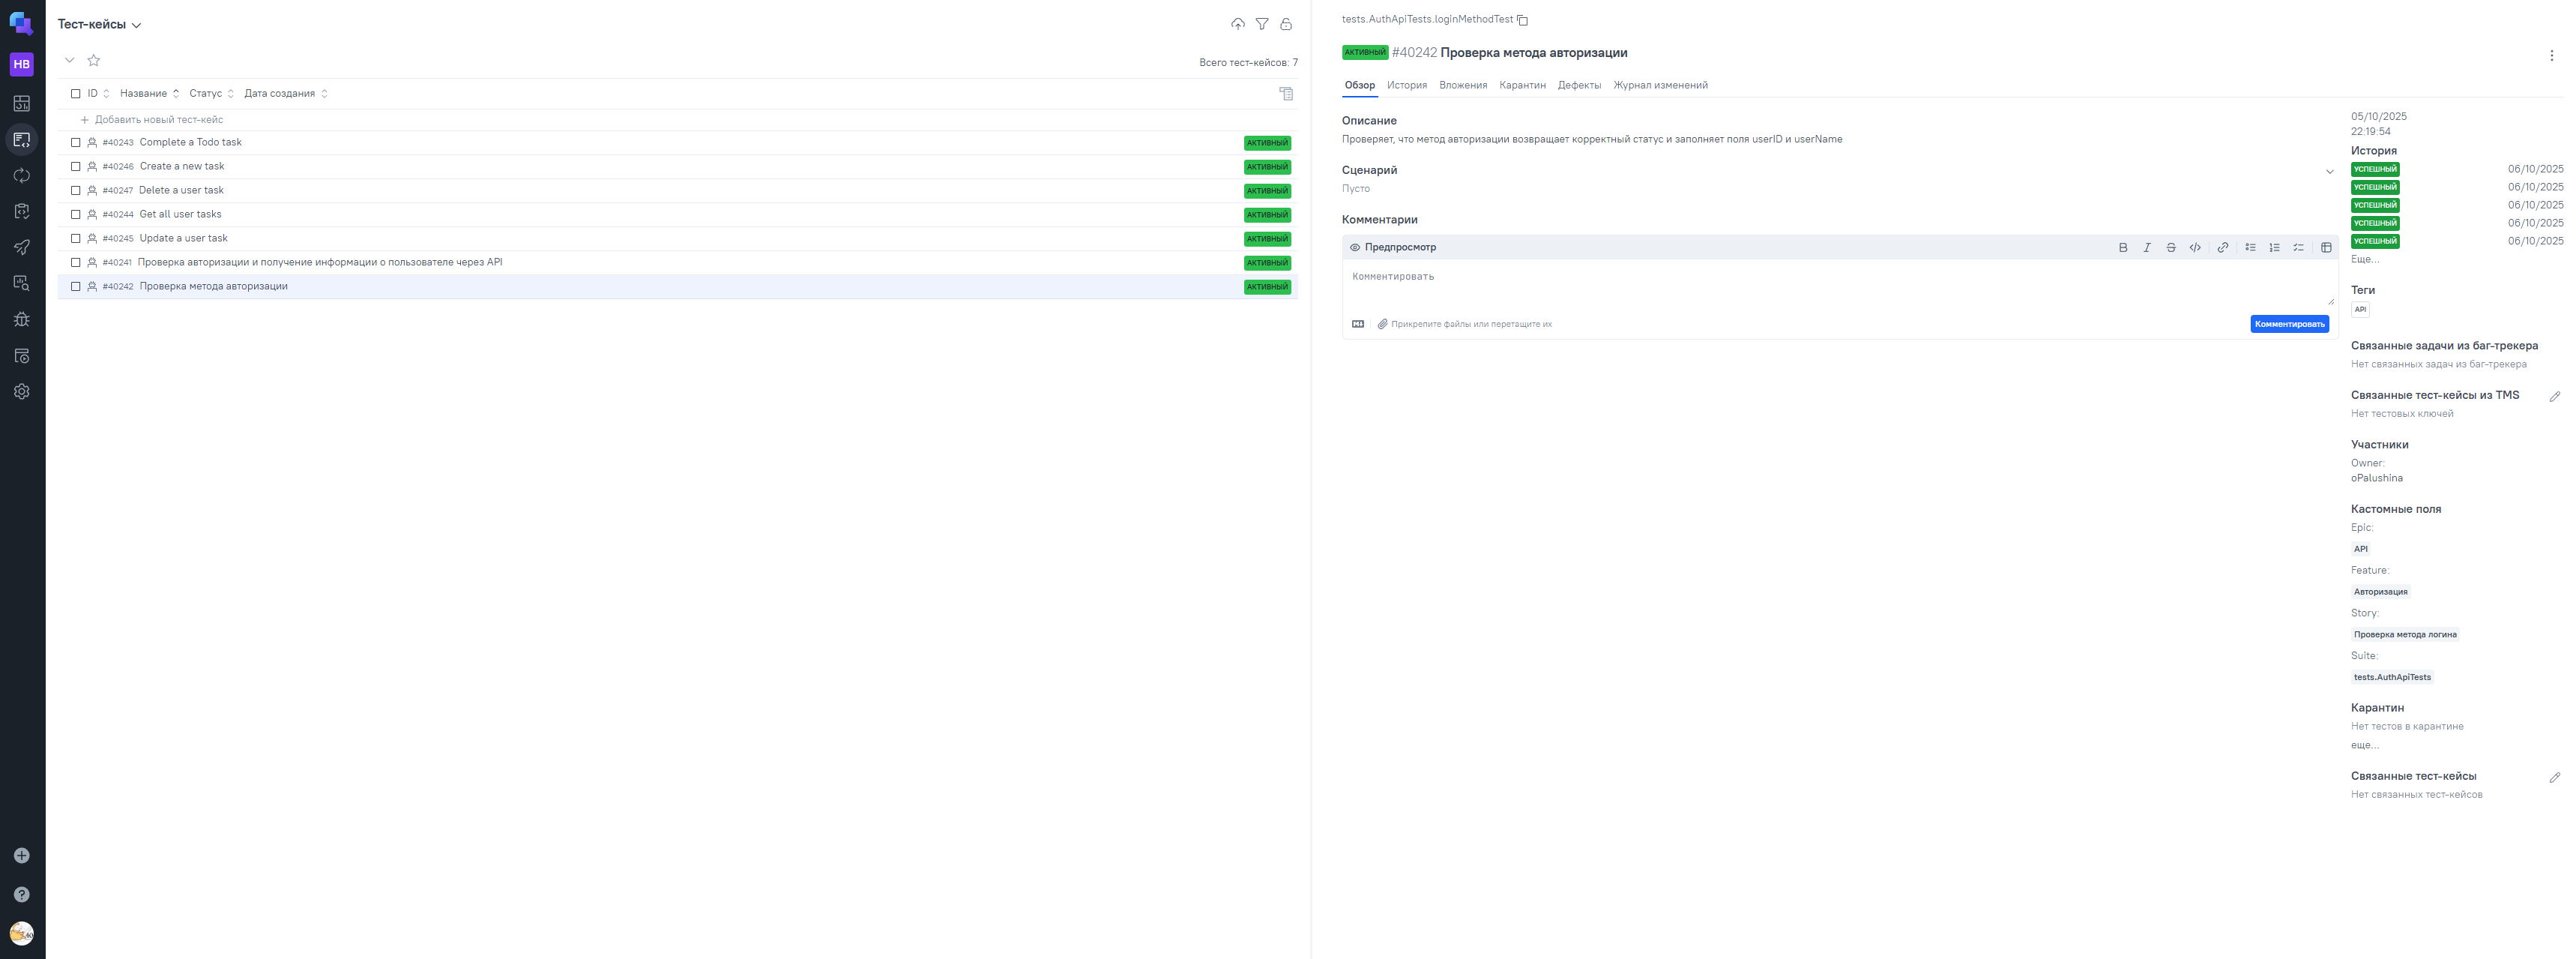 HB
Тест-кейсы
Всего тест-кейсов: 7
ID Название Статус Дата создания
Добавить новый тест-кейс
#40243 Complete a Todo task АКТИВНЫЙ
#40246 Create a new task АКТИВНЫЙ
#40247 Delete a user task АКТИВНЫЙ
#40244 Get all user tasks АКТИВНЫЙ
#40245 Update a user task АКТИВНЫЙ
#40241 Проверка авторизации и получение информации о пользователе через API АКТИВНЫЙ
#40242 Проверка метода авторизации АКТИВНЫЙ
tests.AuthApiTests.loginMethodTest
АКТИВНЫЙ #40242 Проверка метода авторизации
Обзор История Вложения Карантин Дефекты Журнал изменений
Описание
Проверяет, что метод авторизации возвращает корректный статус и заполняет поля userID и userName
Сценарий
Пусто
Комментарии
Предпросмотр
Комментировать
Прикрепите файлы или перетащите их
Комментировать
05/10/2025
22:19:54
История
УСПЕШНЫЙ 06/10/2025
УСПЕШНЫЙ 06/10/2025
УСПЕШНЫЙ 06/10/2025
УСПЕШНЫЙ 06/10/2025
УСПЕШНЫЙ 06/10/2025
Еще...
Теги
API
Связанные задачи из баг-трекера
Нет связанных задач из баг-трекера
Связанные тест-кейсы из TMS
Нет тестовых ключей
Участники
Owner:
oPalushina
Кастомные поля
Epic:
API
Feature:
Авторизация
Story:
Проверка метода логина
Suite:
tests.AuthApiTests
Карантин
Нет тестов в карантине
еще...
Связанные тест-кейсы
Нет связанных тест-кейсов